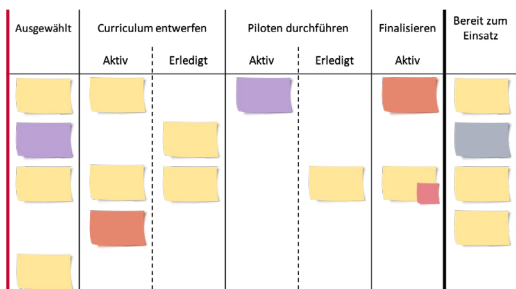 Ausgewählt
Curriculum entwerfen
Piloten durchführen
Finalisieren
Bereit zum
Einsatz
Aktiv
Erledigt
Aktiv
Erledigt
Aktiv